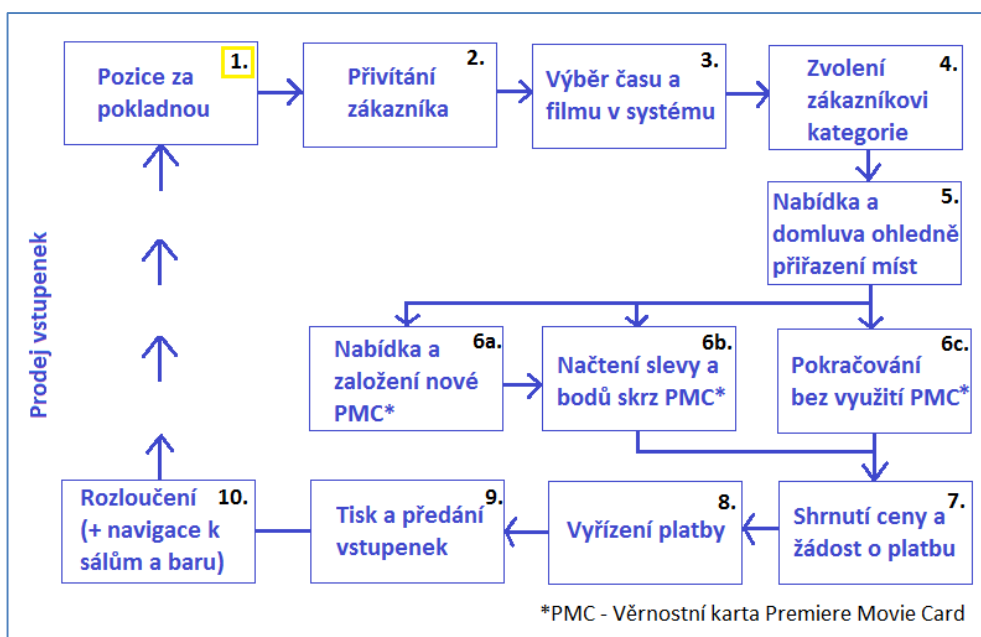 1.
Pozice za
pokladnou
2.
Přivítání
zákazníka
3.
Výběr času a
filmu v systému
4.
Zvolení
zákazníkovi
kategorie
5.
Nabídka a
domluva ohledně
přiřazení míst
6a.
Nabídka a
založení nové
PMC*
6b.
Načtení slevy a
bodů skrz PMC*
6c.
Pokračování
bez využití PMC*
7.
Shrnutí ceny a
žádost o platbu
8.
Vyřízení platby
9.
Tisk a předání
vstupenek
10.
Rozloučení
(+ navigace k
sálům a baru)
Prodej vstupenek
*PMC - Věrnostní karta Premiere Movie Card